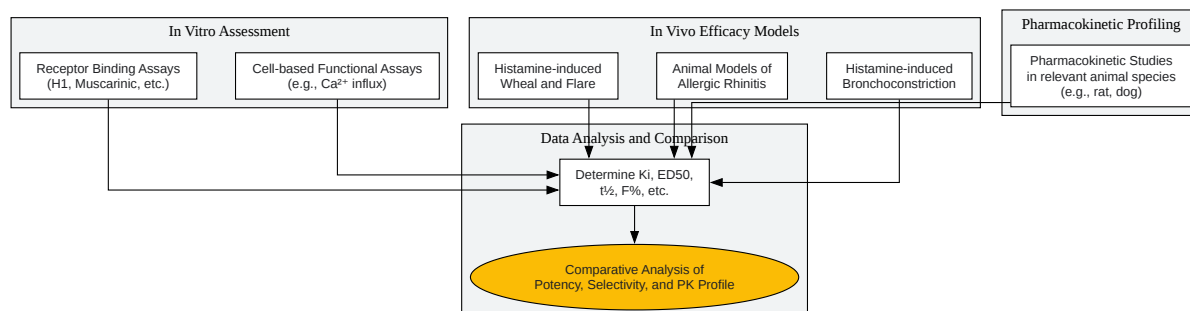 In Vitro Assessment
Receptor Binding Assays
(H1, Muscarinic, etc.)
Cell-based Functional Assays
(e.g., Ca²⁺ influx)
In Vivo Efficacy Models
Histamine-induced
Wheal and Flare
Animal Models of
Allergic Rhinitis
Histamine-induced
Bronchoconstriction
Pharmacokinetic Profiling
Pharmacokinetic Studies
in relevant animal species
(e.g., rat, dog)
Data Analysis and Comparison
Determine Ki, ED50,
t½, F%, etc.
Comparative Analysis of
Potency, Selectivity, and PK Profile